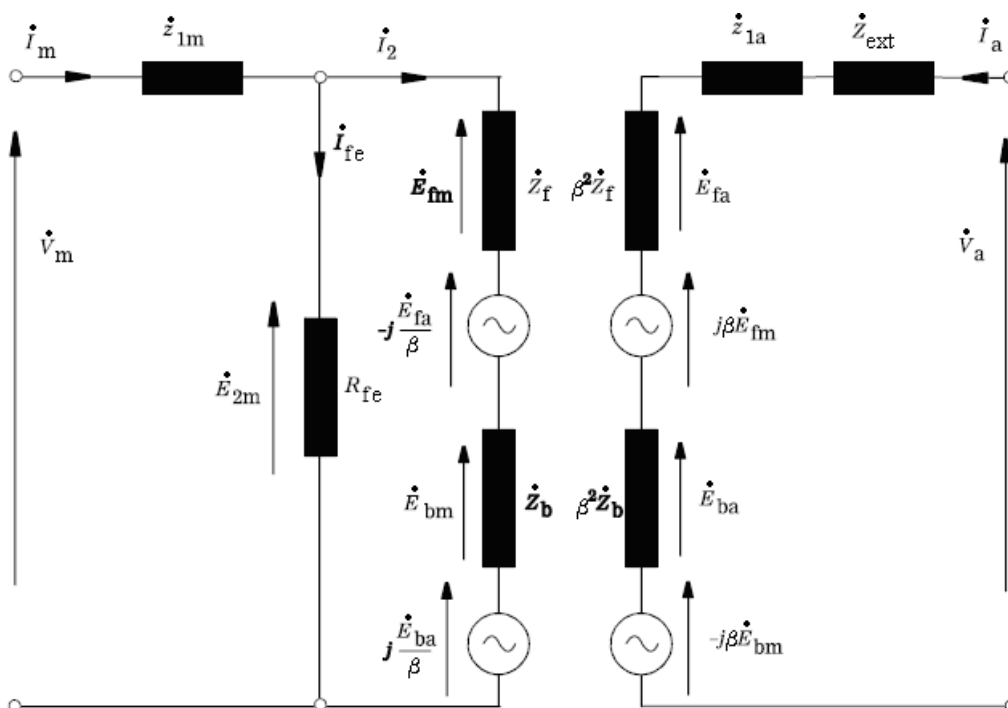 İm
ż1m
İ2
ż1a
Żext
İa
İfe
Ėfm
Żf
β²Żf
Ėfa
V̇m
V̇a
-j Ėfa/β
jβĖfm
Ė2m
Rfe
Ėbm
Żb
β²Żb
Ėba
j Ėba/β
-jβĖbm